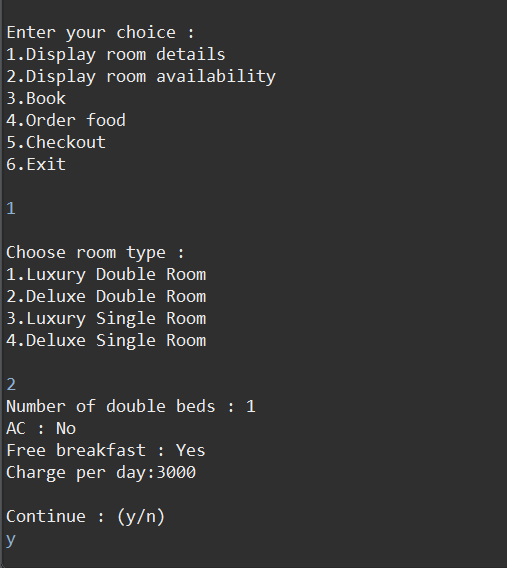 Enter your choice :
1.Display room details
2.Display room availability
3.Book
4.Order food
5.Checkout
6.Exit
1
Choose room type :
1.Luxury Double Room
2.Deluxe Double Room
3.Luxury Single Room
4.Deluxe Single Room
2
Number of double beds : 1
AC : No
Free breakfast : Yes
Charge per day:3000
Continue : (y/n)
y